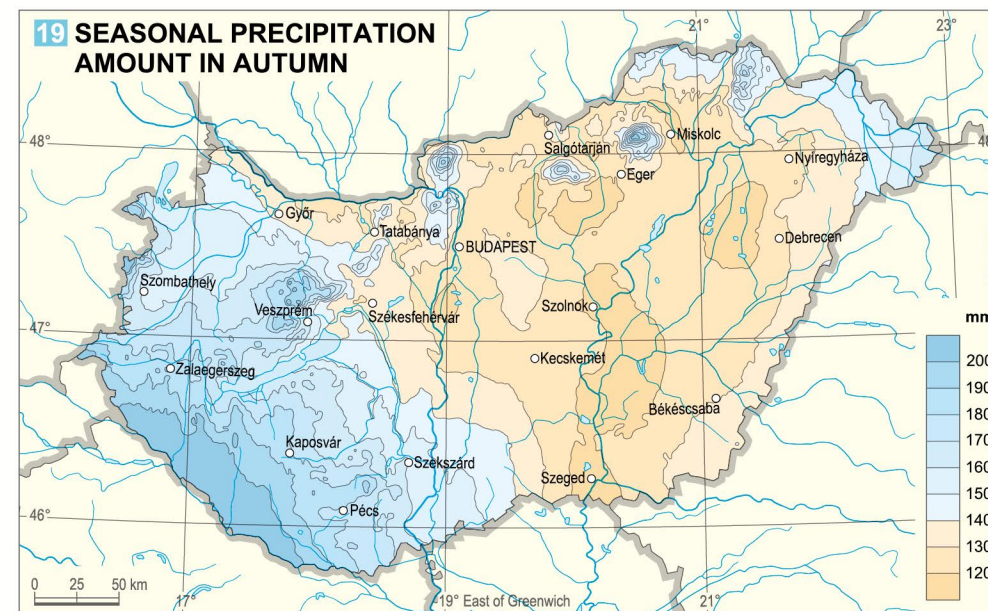 19 SEASONAL PRECIPITATION
AMOUNT IN AUTUMN
21°
23°
48°
48
Miskolc
Salgótarján
Nyíregyháza
Eger
Győr
Tatabánya
BUDAPEST
Debrecen
Szombathely
Veszprém
Székesfehérvár
Szolnok
47°
mm
Zalaegerszeg
Kecskemét
Békéscsaba
Kaposvár
Szekszárd
Szeged
Pécs
46°
200
190
180
170
160
150
140
130
120
0 25 50 km
17°
19° East of Greenwich
21°